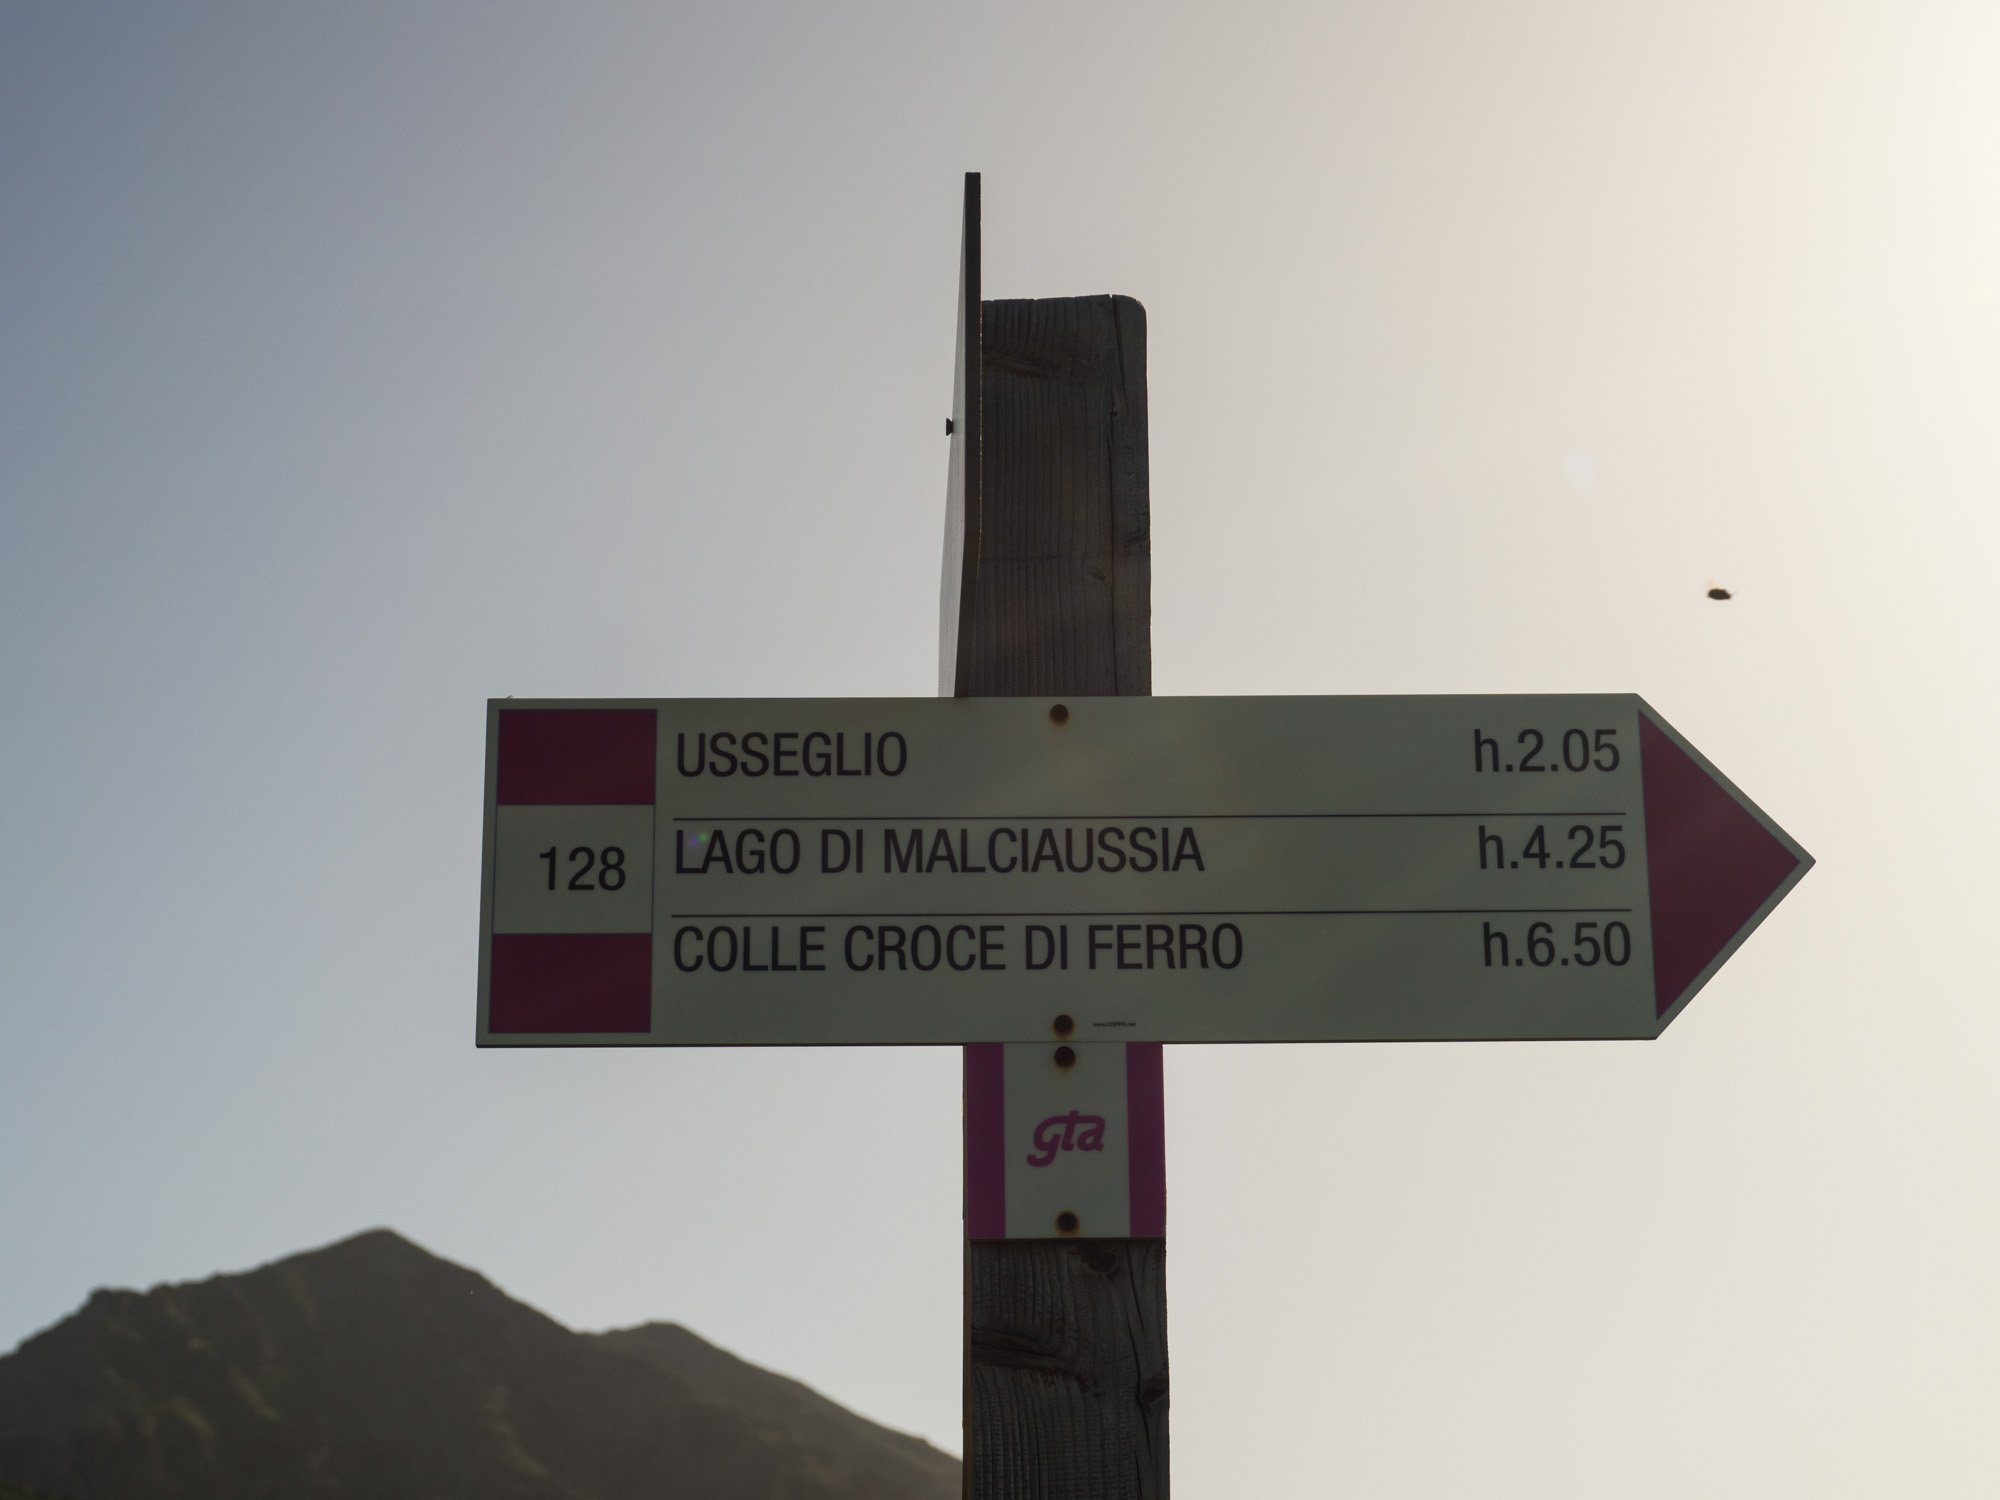 USSEGLIO h.2.05
128 LAGO DI MALCIAUSSIA h.4.25
COLLE CROCE DI FERRO h.6.50
gta